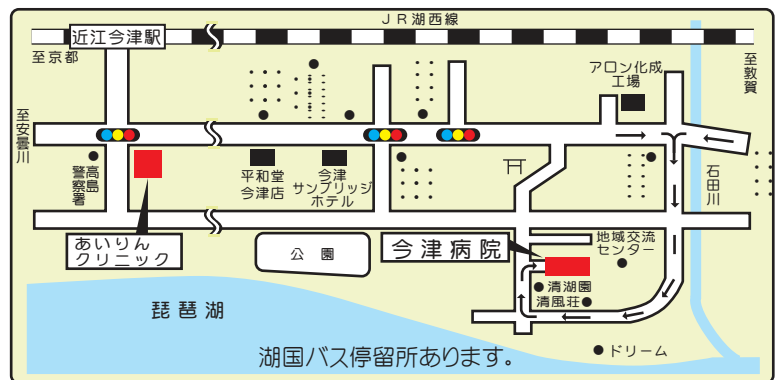 JR湖西線
近江今津駅
至京都
至敦賀
アロン化成
工場
至安曇川
高島
警察署
平和堂
今津店
今津
サンブリッジ
ホテル
石田川
あいりん
クリニック
公園
今津病院
地域交流
センター
清湖園
清風荘
琵琶湖
湖国バス停留所あります。
ドリーム